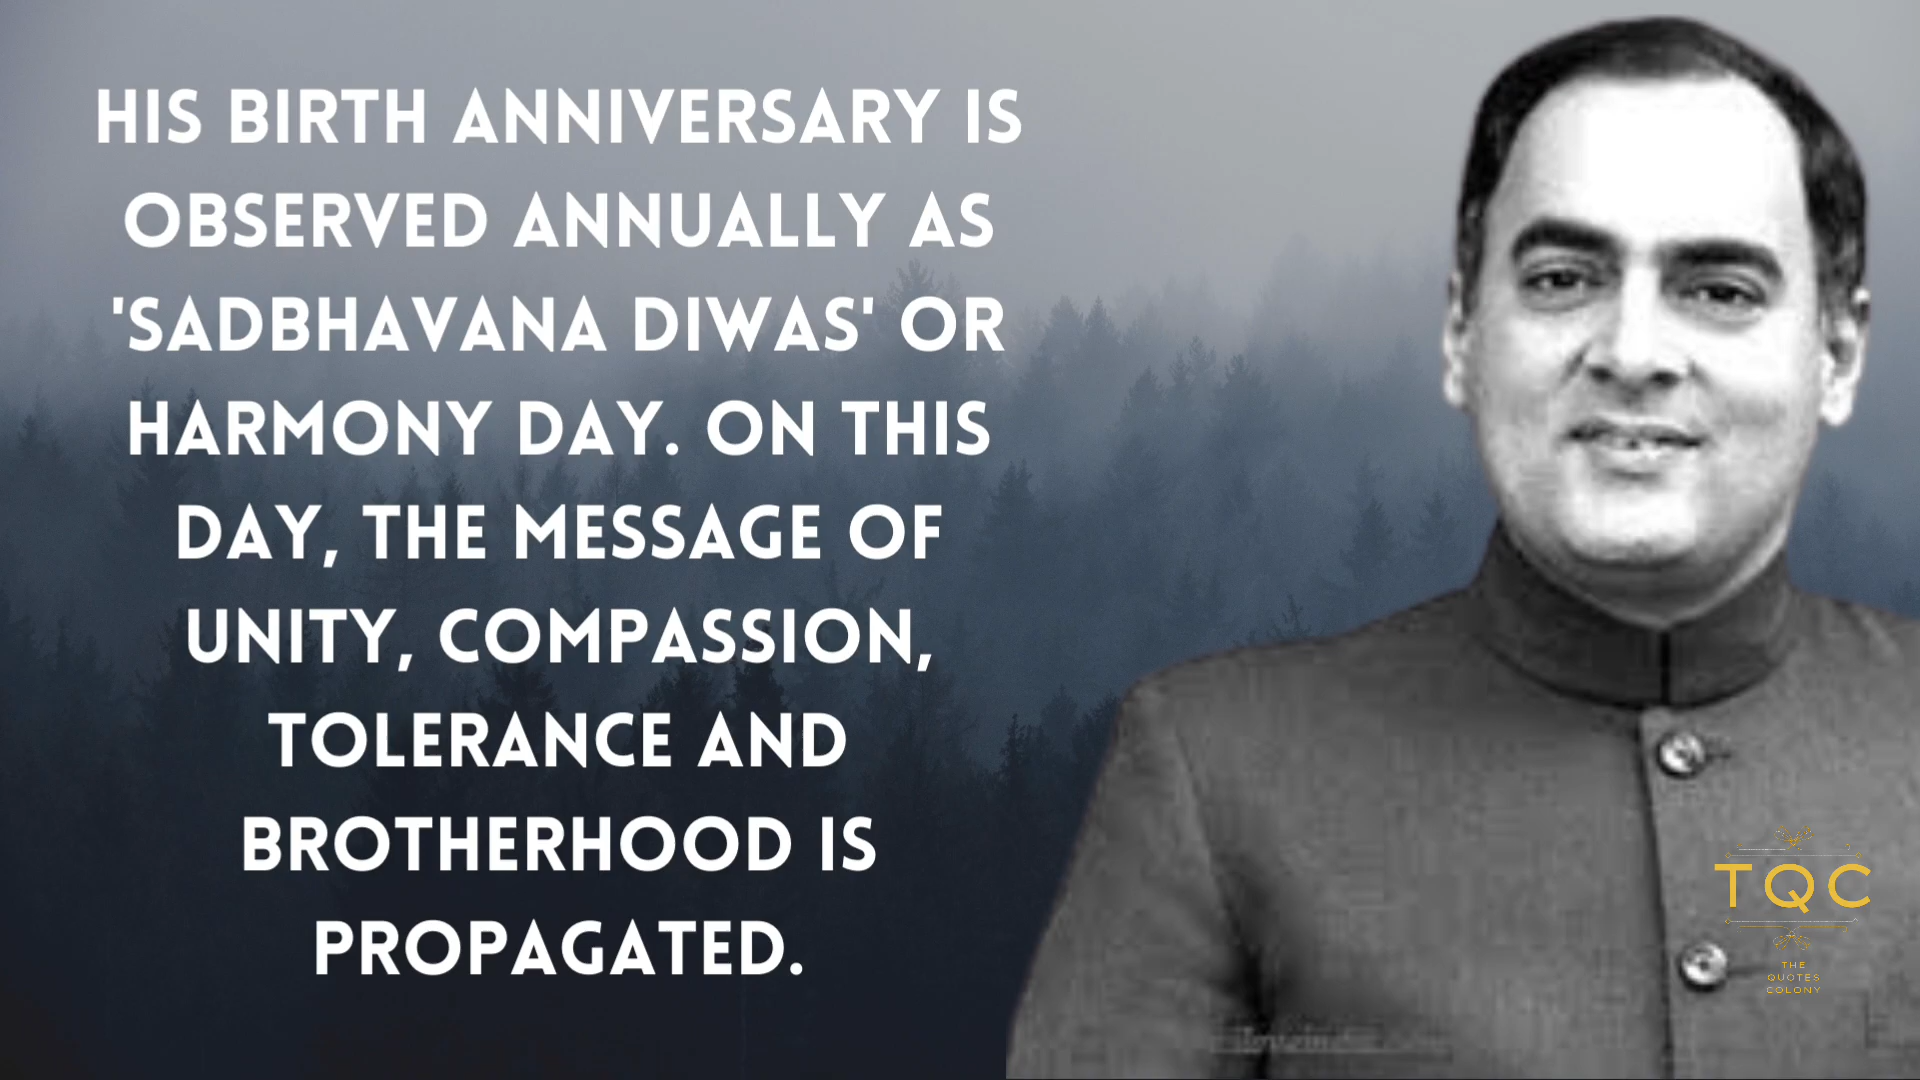 HIS BIRTH ANNIVERSARY IS
OBSERVED ANNUALLY AS
'SADBHAVANA DIWAS' OR
HARMONY DAY. ON THIS
DAY, THE MESSAGE OF
UNITY, COMPASSION,
TOLERANCE AND
BROTHERHOOD IS
PROPAGATED.
TQC
THE
QUOTES
COLONY